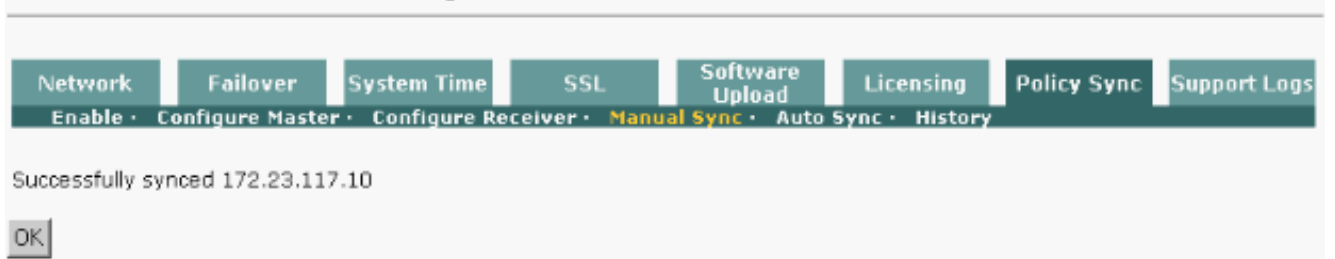 Network Failover System Time SSL Software Upload Licensing Policy Sync Support Logs
Enable · Configure Master · Configure Receiver · Manual Sync · Auto Sync · History
Successfully synced 172.23.117.10
OK